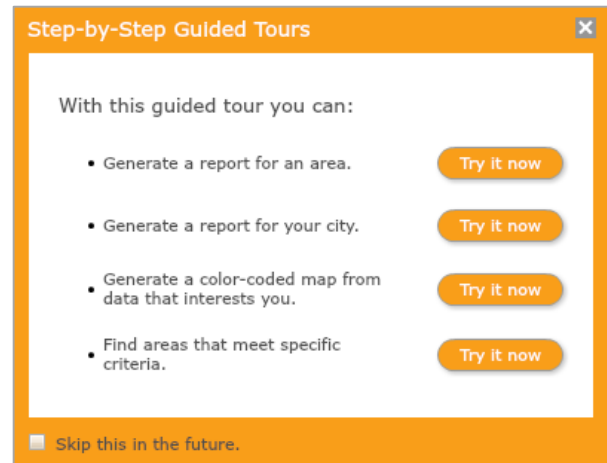 Step-by-Step Guided Tours
With this guided tour you can:
• Generate a report for an area.
Try it now
• Generate a report for your city.
Try it now
• Generate a color-coded map from
data that interests you.
Try it now
• Find areas that meet specific
criteria.
Try it now
Skip this in the future.